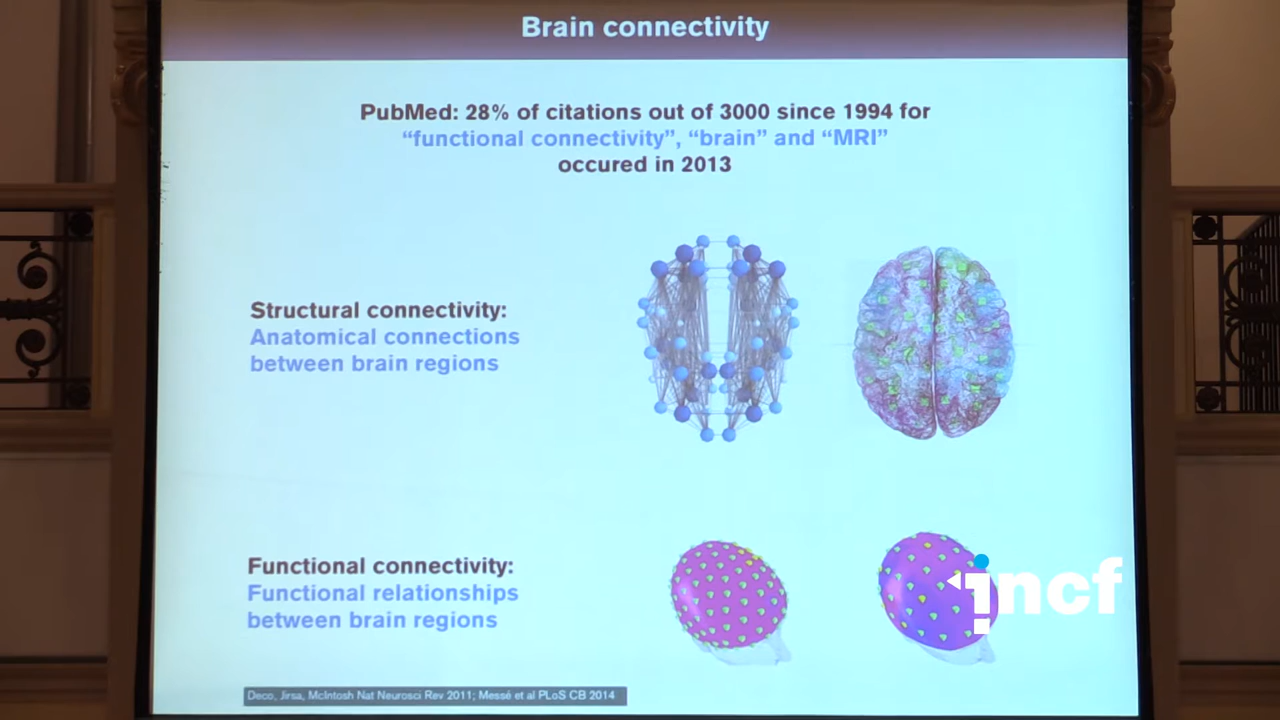 Brain connectivity
PubMed: 28% of citations out of 3000 since 1994 for
“functional connectivity”, “brain” and “MRI”
occured in 2013
Structural connectivity:
Anatomical connections
between brain regions
Functional connectivity:
Functional relationships
between brain regions
incf
Deco, Jirsa, McIntosh Nat Neurosci Rev 2011; Messé et al PLoS CB 2014